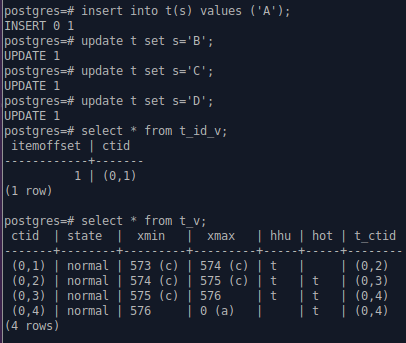 postgres=# insert into t(s) values ('A');
INSERT 0 1
postgres=# update t set s='B';
UPDATE 1
postgres=# update t set s='C';
UPDATE 1
postgres=# update t set s='D';
UPDATE 1
postgres=# select * from t_id_v;
 itemoffset | ctid
------------+-------
          1 | (0,1)
(1 row)

postgres=# select * from t_v;
 ctid  | state  |  xmin   |  xmax   | hhu | hot | t_ctid
-------+--------+---------+---------+-----+-----+--------
 (0,1) | normal | 573 (c) | 574 (c) | t   |     | (0,2)
 (0,2) | normal | 574 (c) | 575 (c) | t   | t   | (0,3)
 (0,3) | normal | 575 (c) | 576     | t   | t   | (0,4)
 (0,4) | normal | 576     | 0 (a)   |     | t   | (0,4)
(4 rows)